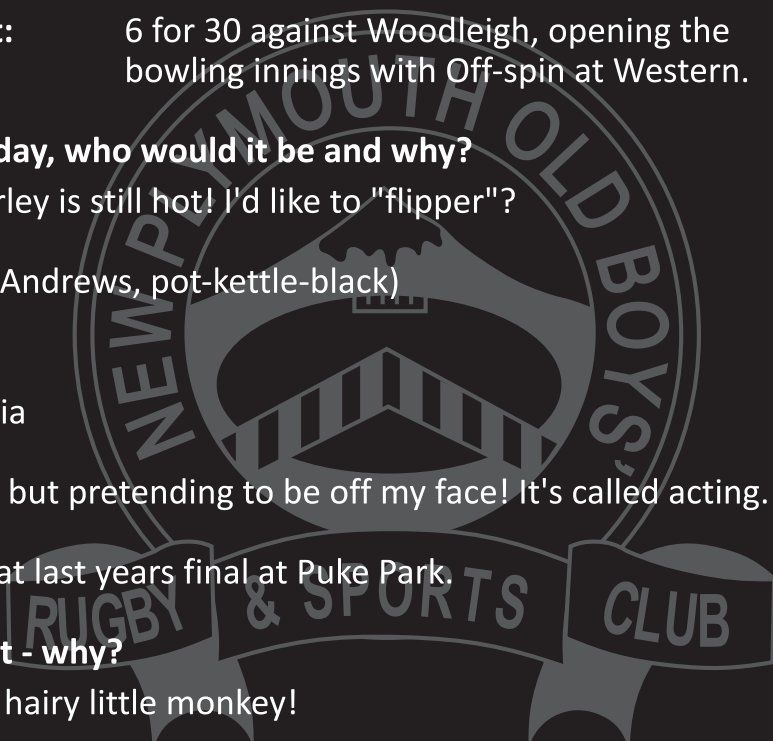 t: 6 for 30 against Woodleigh, opening the
bowling innings with Off-spin at Western.
day, who would it be and why?
rley is still hot! I'd like to "flipper"?
Andrews, pot-kettle-black)
ia
but pretending to be off my face! It's called acting.
at last years final at Puke Park.
t - why?
hairy little monkey!
NEW PLYMOUTH OLD BOYS'
RUGBY & SPORTS CLUB